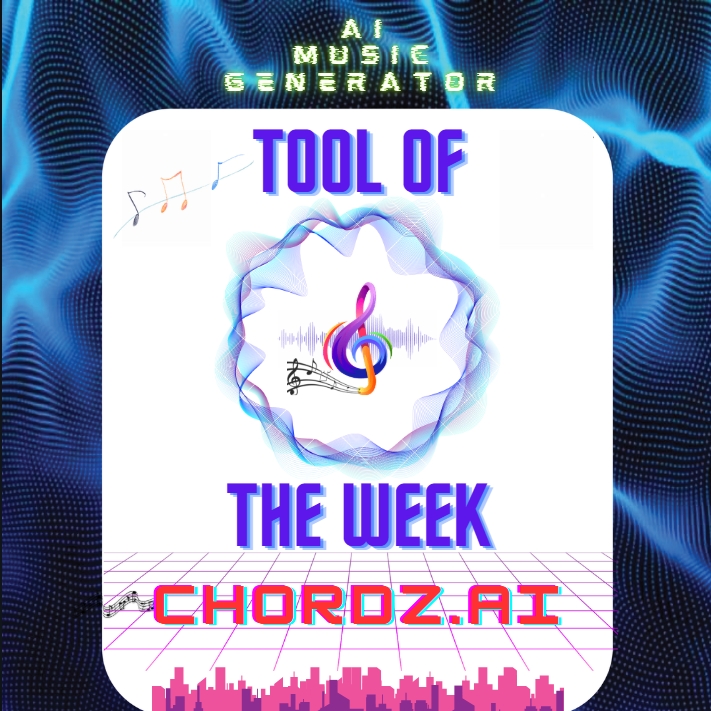 AI
MUSIC
GENERATOR
TOOL OF
THE WEEK
CHORDZ.AI